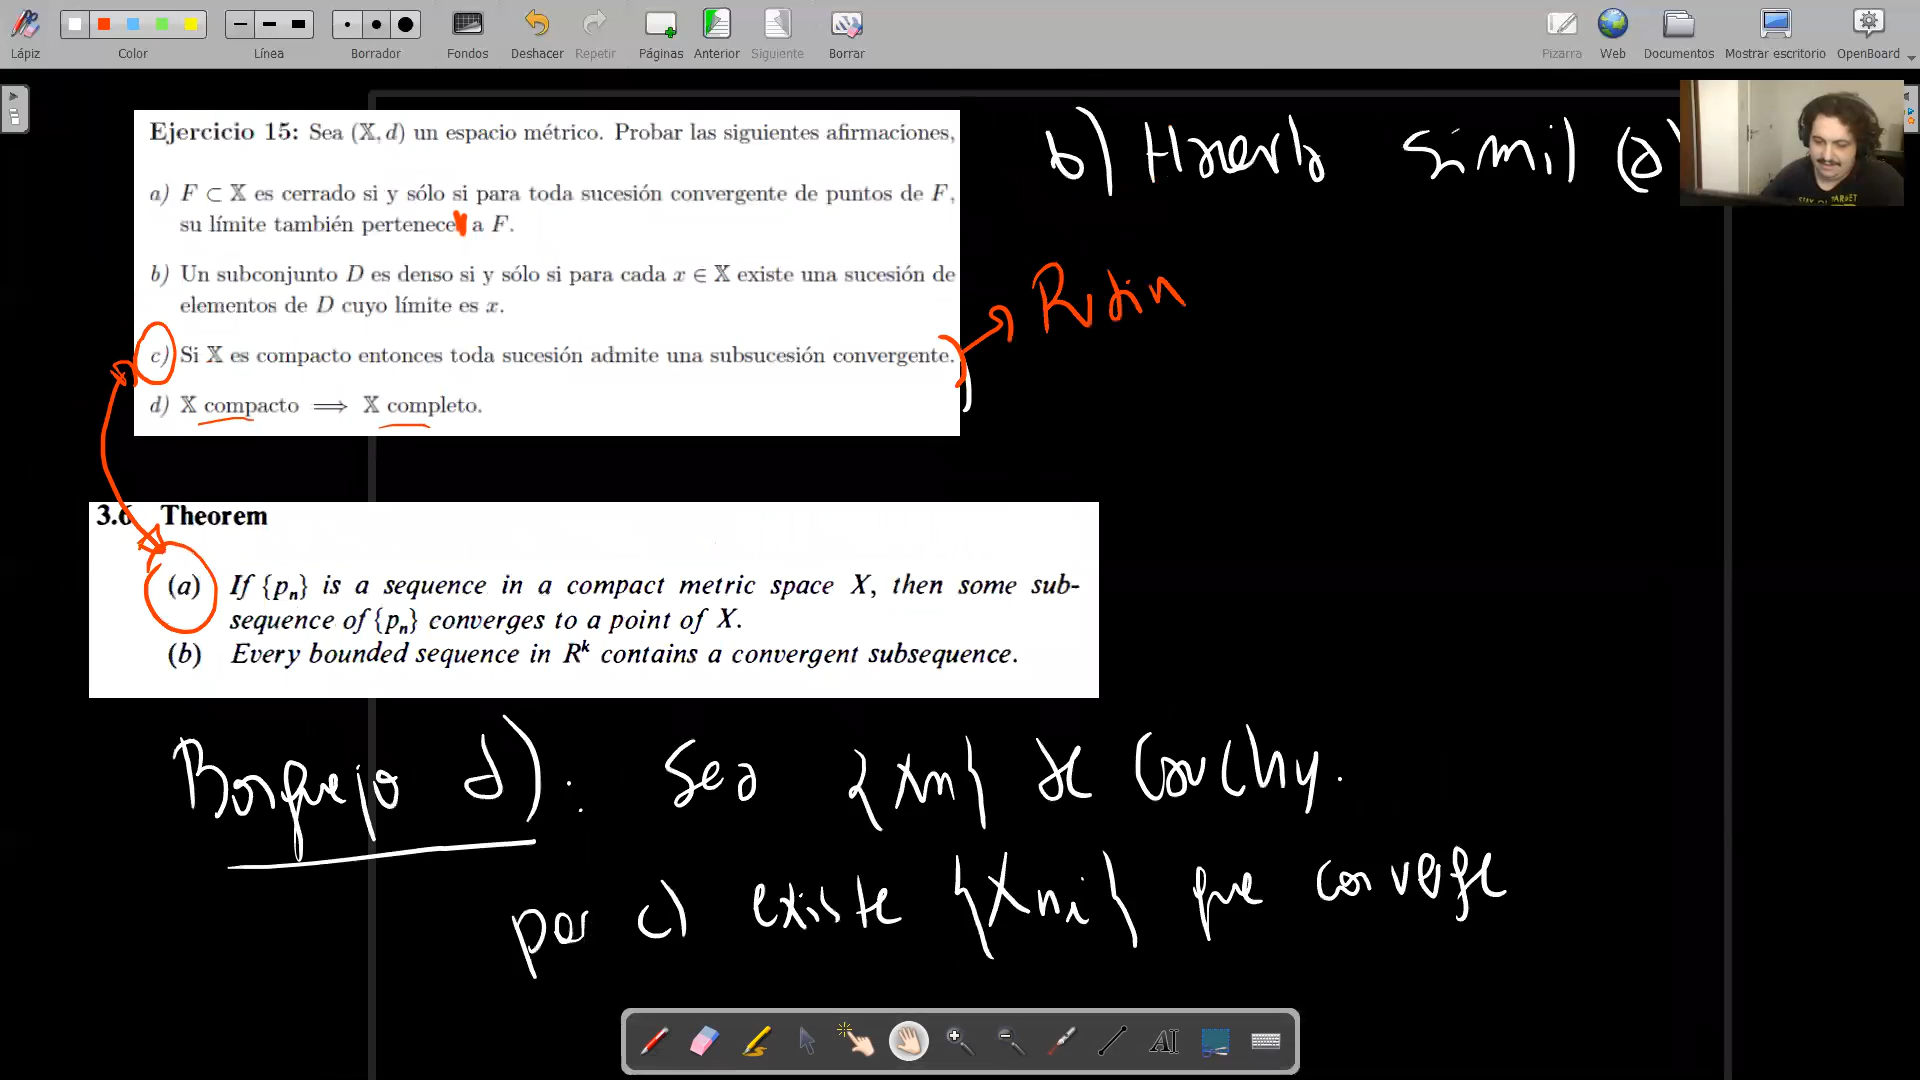 Lápiz Color Línea Borrador Fondos Deshacer Repetir Páginas Anterior Siguiente Borrar Pizarra Web Documentos Mostrar escritorio OpenBoard
Ejercicio 15: Sea (𝕏, d) un espacio métrico. Probar las siguientes afirmaciones,
a) F ⊂ 𝕏 es cerrado si y sólo si para toda sucesión convergente de puntos de F,
su límite también pertenece a F.
b) Un subconjunto D es denso si y sólo si para cada x ∈ 𝕏 existe una sucesión de
elementos de D cuyo límite es x.
c) Si 𝕏 es compacto entonces toda sucesión admite una subsucesión convergente.
d) 𝕏 compacto ⟹ 𝕏 completo.
b) Hacerlo simil (a)
Rudin
3.6 Theorem
(a) If {pₙ} is a sequence in a compact metric space X, then some sub-
sequence of {pₙ} converges to a point of X.
(b) Every bounded sequence in Rᵏ contains a convergent subsequence.
Bosquejo d): Sea {xn} de Cauchy.
por c) existe {Xni} que converge
AI